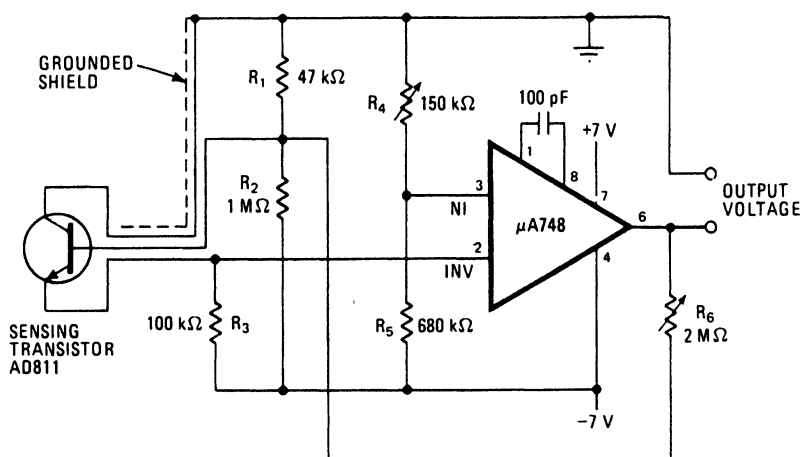 GROUNDED
SHIELD
R1 47 kΩ
R4 150 kΩ
100 pF
+7 V
1
8
7
R2
1 MΩ
3
NI
μA748
6
OUTPUT
VOLTAGE
2
INV
4
100 kΩ R3
R5 680 kΩ
R6
2 MΩ
SENSING
TRANSISTOR
AD811
−7 V